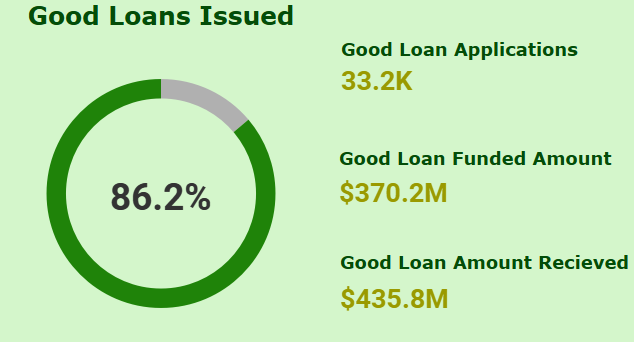 Good Loans Issued
86.2%
Good Loan Applications
33.2K
Good Loan Funded Amount
$370.2M
Good Loan Amount Recieved
$435.8M